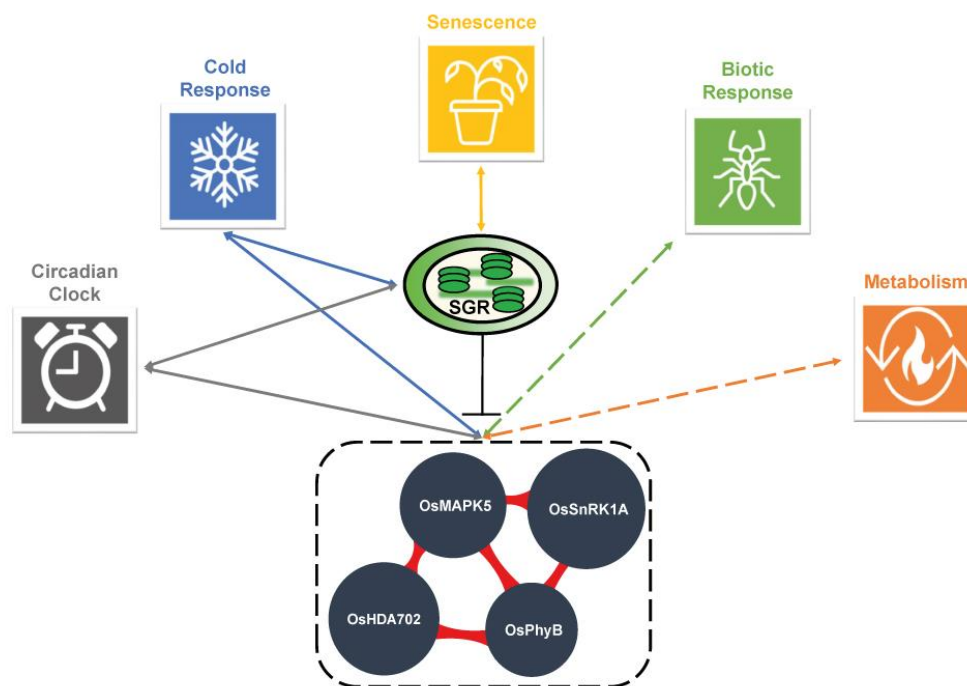 Senescence
Cold
Response
Biotic
Response
Circadian
Clock
Metabolism
SGR
OsMAPK5
OsSnRK1A
OsHDA702
OsPhyB